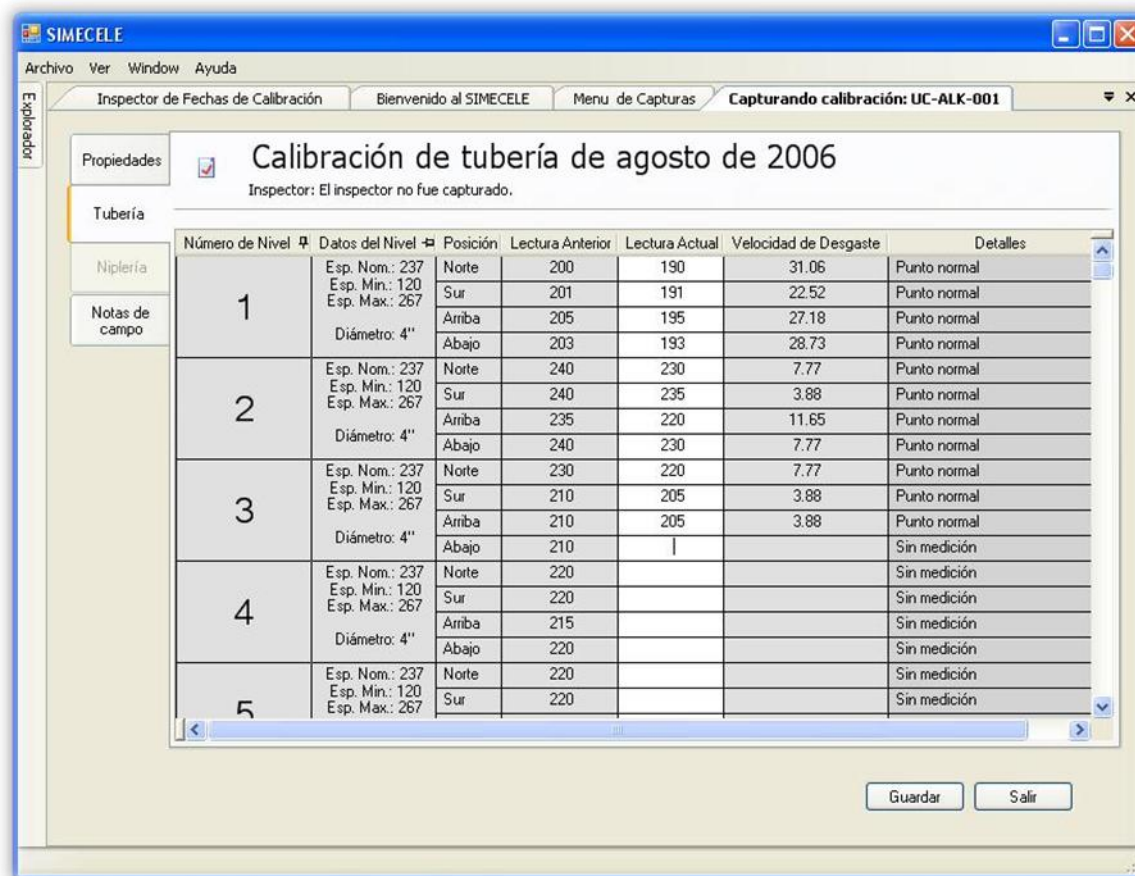 SIMECELE
Archivo Ver Window Ayuda
Explorador
Inspector de Fechas de Calibración Bienvenido al SIMECELE Menu de Capturas Capturando calibración: UC-ALK-001
Propiedades
Tubería
Niplería
Notas de
campo
Calibración de tubería de agosto de 2006
Inspector: El inspector no fue capturado.
Número de Nivel Datos del Nivel Posición Lectura Anterior Lectura Actual Velocidad de Desgaste Detalles
1
Esp. Nom.: 237
Esp. Min.: 120
Esp. Max.: 267
Diámetro: 4"
Norte 200 190 31.06 Punto normal
Sur 201 191 22.52 Punto normal
Arriba 205 195 27.18 Punto normal
Abajo 203 193 28.73 Punto normal
2
Esp. Nom.: 237
Esp. Min.: 120
Esp. Max.: 267
Diámetro: 4"
Norte 240 230 7.77 Punto normal
Sur 240 235 3.88 Punto normal
Arriba 235 220 11.65 Punto normal
Abajo 240 230 7.77 Punto normal
3
Esp. Nom.: 237
Esp. Min.: 120
Esp. Max.: 267
Diámetro: 4"
Norte 230 220 7.77 Punto normal
Sur 210 205 3.88 Punto normal
Arriba 210 205 3.88 Punto normal
Abajo 210 Sin medición
4
Esp. Nom.: 237
Esp. Min.: 120
Esp. Max.: 267
Diámetro: 4"
Norte 220 Sin medición
Sur 220 Sin medición
Arriba 215 Sin medición
Abajo 220 Sin medición
5
Esp. Nom.: 237
Esp. Min.: 120
Esp. Max.: 267
Norte 220 Sin medición
Sur 220 Sin medición
Guardar Salir